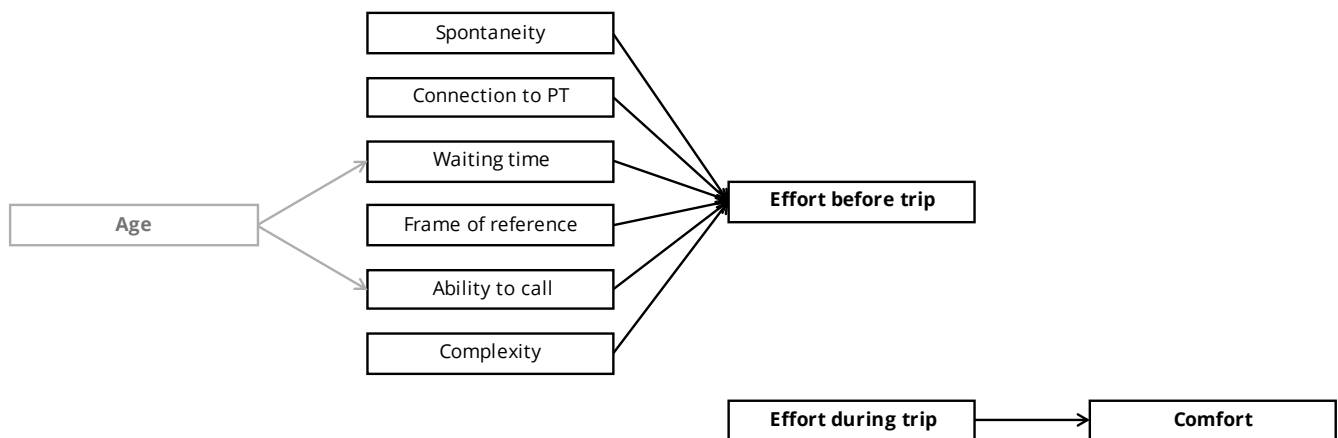 Spontaneity
Connection to PT
Waiting time
Effort before trip
Age
Frame of reference
Ability to call
Complexity
Effort during trip
Comfort